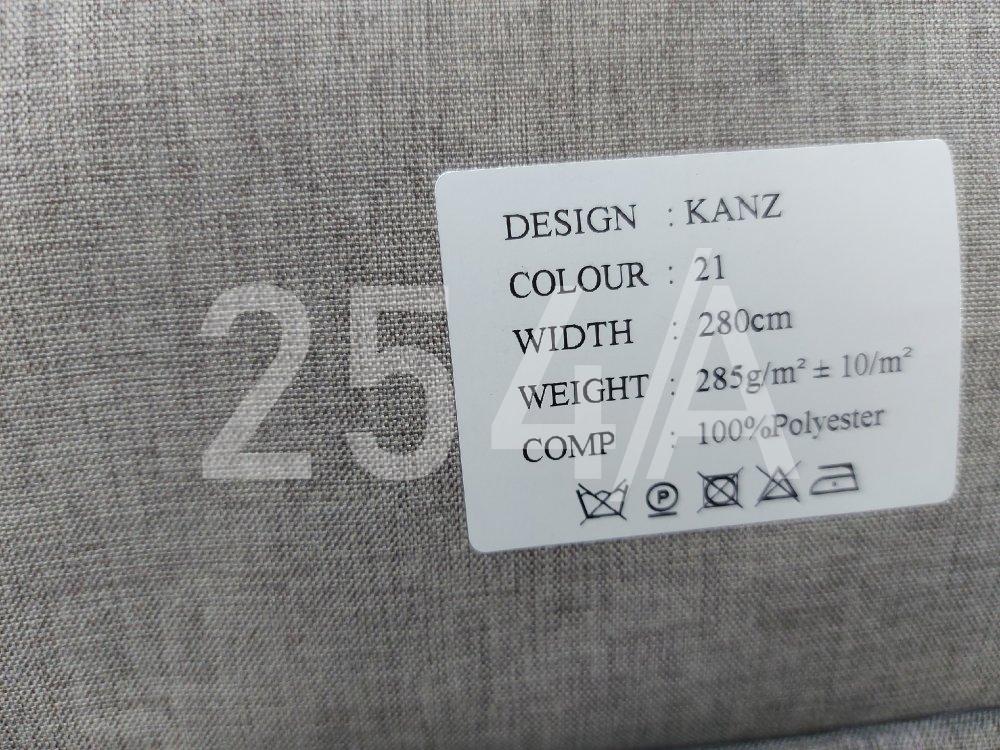 DESIGN : KANZ
COLOUR : 21
WIDTH : 280cm
WEIGHT : 285g/m² ± 10/m²
COMP : 100%Polyester
P
254/A